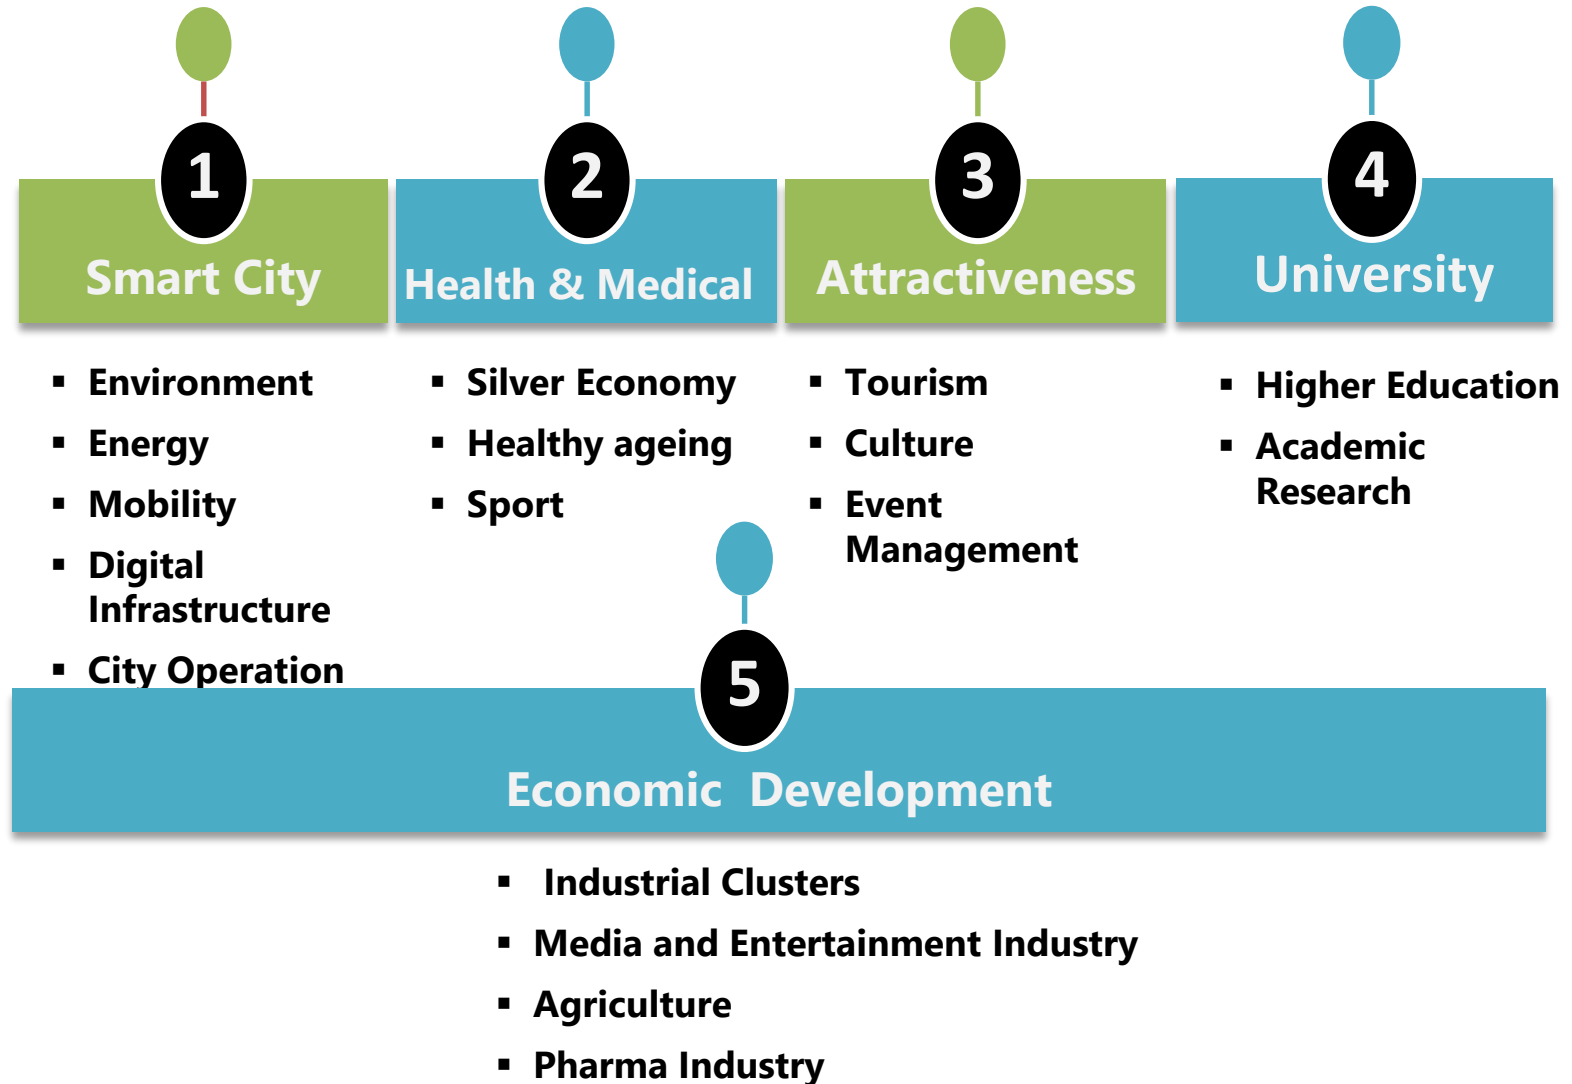 1
Smart City
▪ Environment
▪ Energy
▪ Mobility
▪ Digital
Infrastructure
▪ City Operation
2
Health & Medical
▪ Silver Economy
▪ Healthy ageing
▪ Sport
3
Attractiveness
▪ Tourism
▪ Culture
▪ Event
Management
4
University
▪ Higher Education
▪ Academic
Research
5
Economic  Development
▪ Industrial Clusters
▪ Media and Entertainment Industry
▪ Agriculture
▪ Pharma Industry